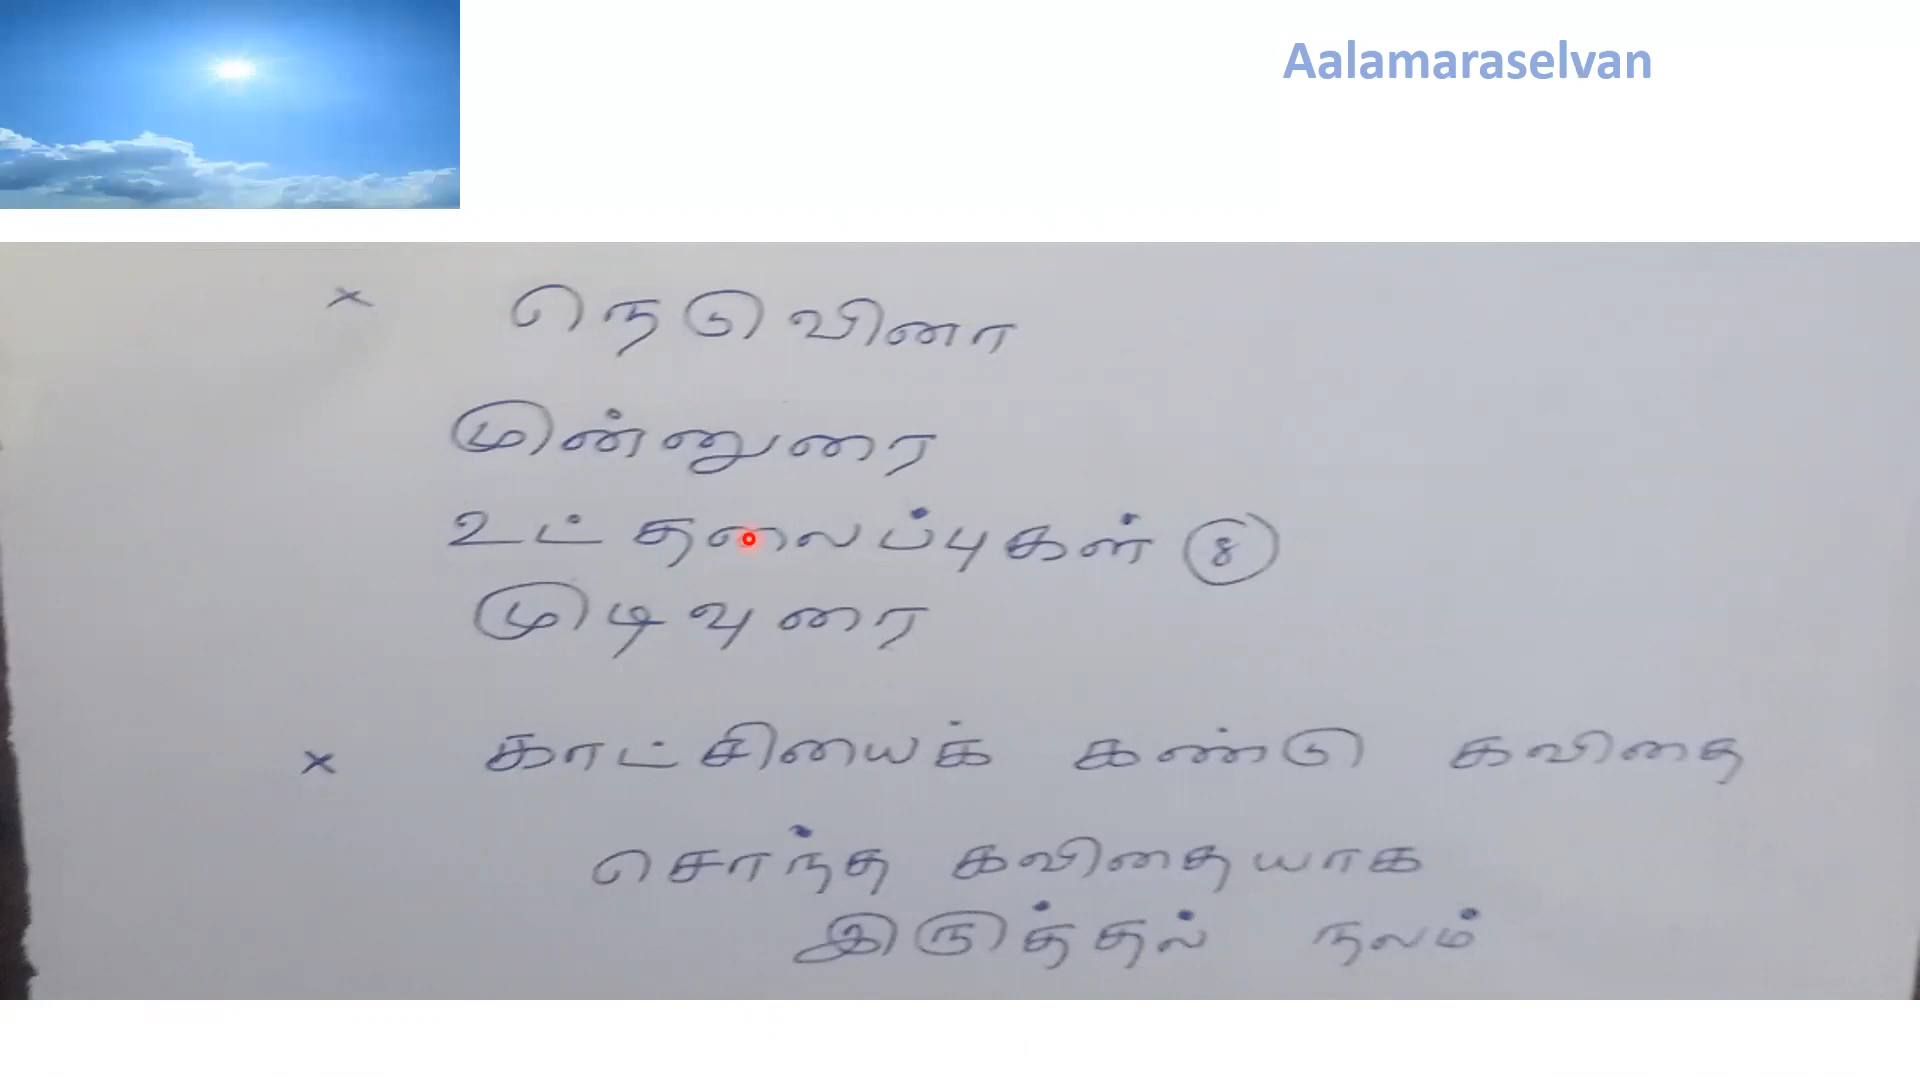 Aalamaraselvan
× நெடுவினா
முன்னுரை
உட்தலைப்புகள் 8
முடிவுரை
× காட்சியைக் கண்டு கவிதை
சொந்த கவிதையாக
இருத்தல் நலம்